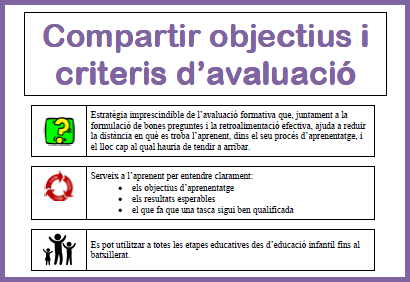 Compartir objectius i
criteris d'avaluació
Estratègia imprescindible de l'avaluació formativa que, juntament a la
formulació de bones preguntes i la retroalimentació efectiva, ajuda a reduir
la distància en què es troba l'aprenent, dins el seu procés d'aprenentatge, i
el lloc cap al qual hauria de tendir a arribar.
Serveix a l'aprenent per entendre clarament:
• els objectius d'aprenentatge
• els resultats esperables
• el que fa que una tasca sigui ben qualificada
Es pot utilitzar a totes les etapes educatives des d'educació infantil fins al
batxillerat.